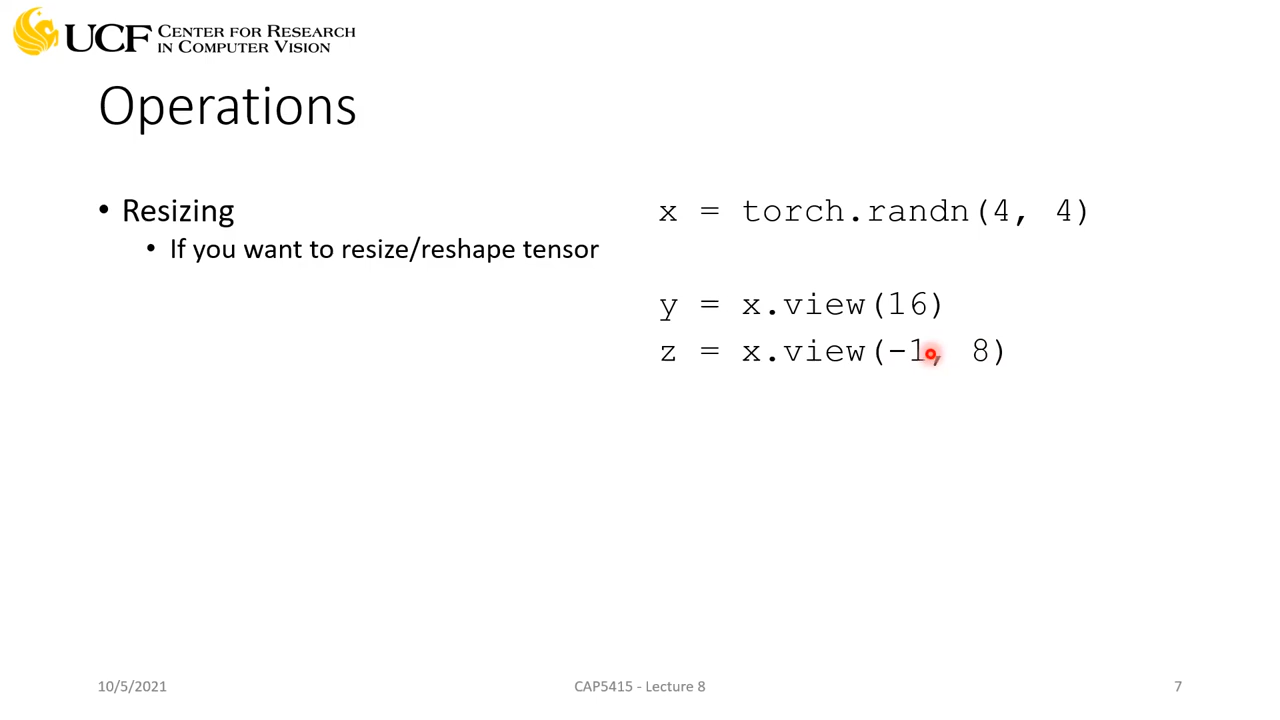 UCF CENTER FOR RESEARCH
IN COMPUTER VISION
Operations
• Resizing
• If you want to resize/reshape tensor
x = torch.randn(4, 4)
y = x.view(16)
z = x.view(-1, 8)
10/5/2021
CAP5415 - Lecture 8
7